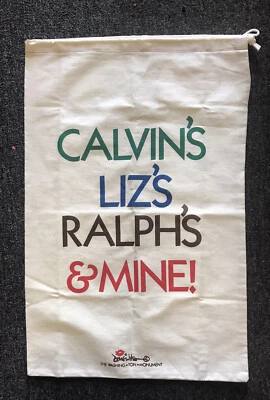 CALVIN'S
LIZ'S
RALPH'S
&MINE!
THE WASHINGTON MONUMENT